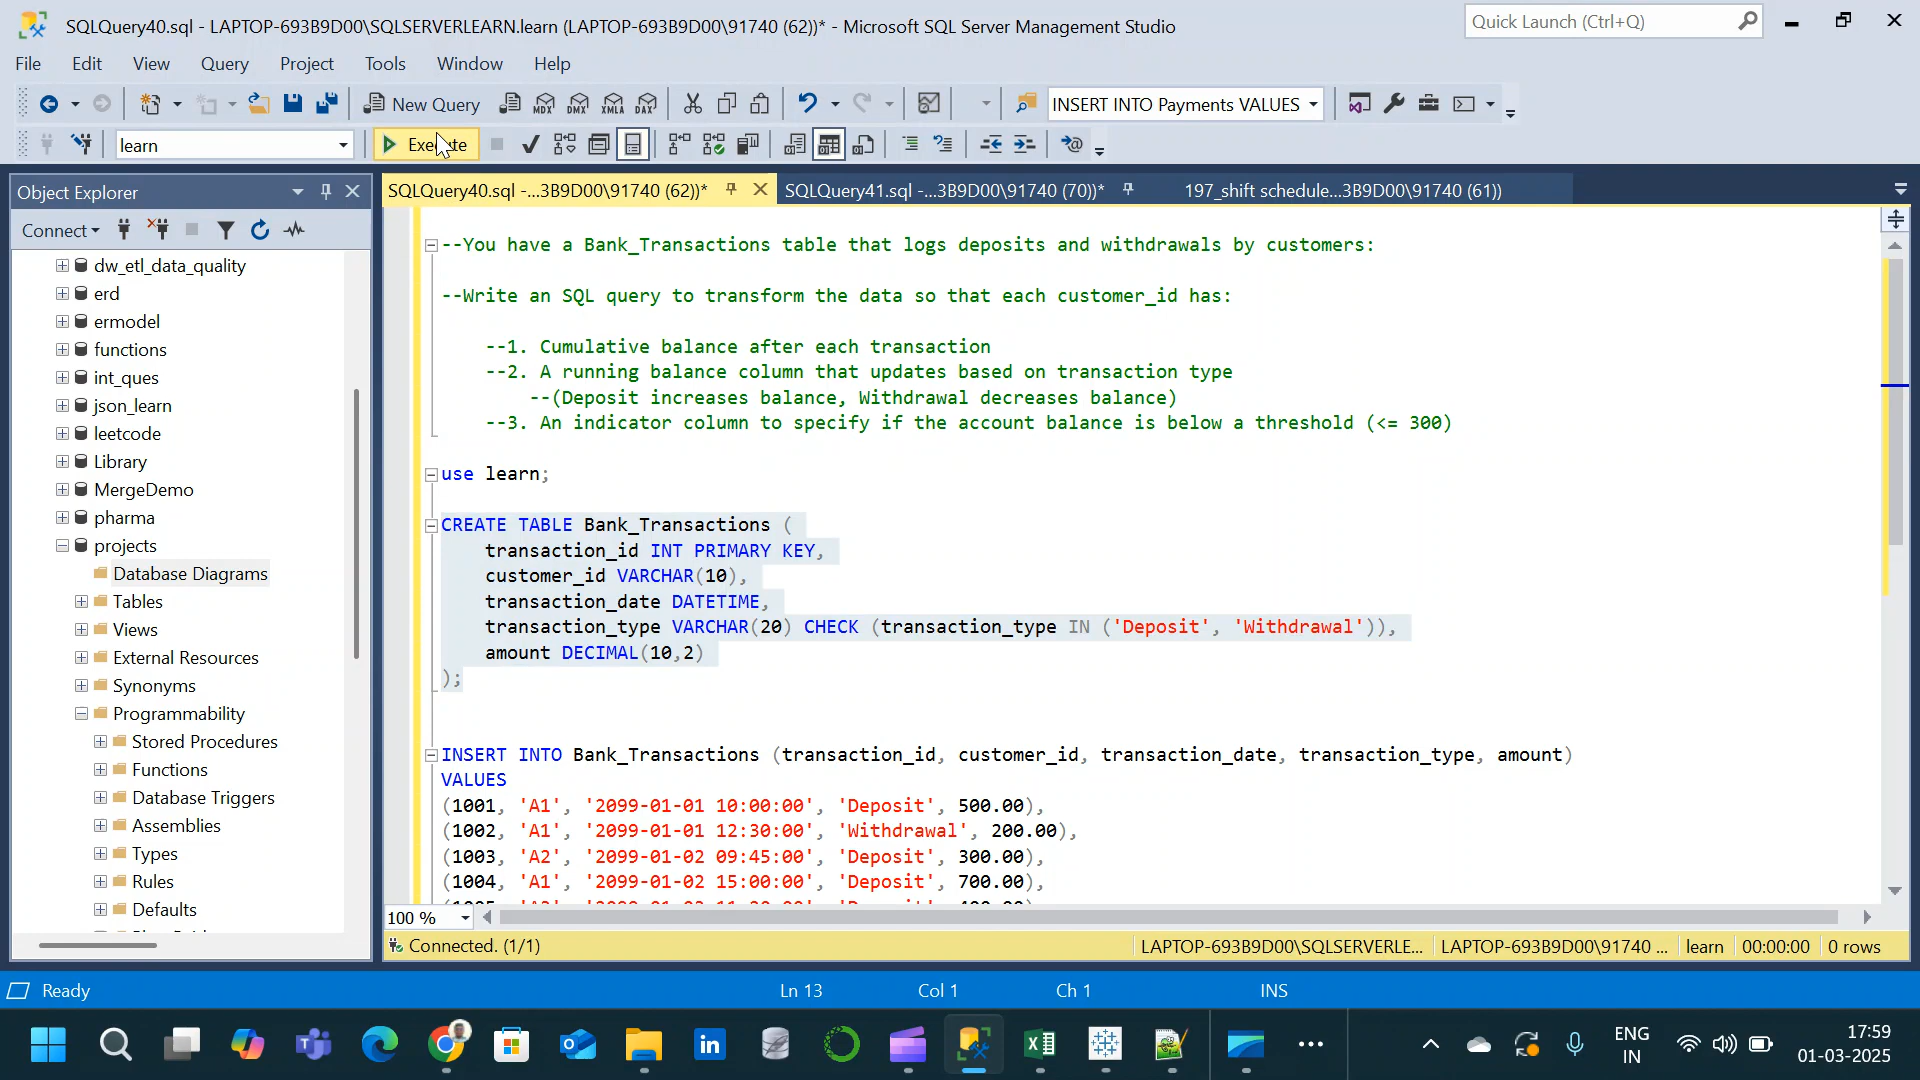 SQLQuery40.sql - LAPTOP-693B9D00\SQLSERVERLEARN.learn (LAPTOP-693B9D00\91740 (62))* - Microsoft SQL Server Management Studio
Quick Launch (Ctrl+Q)
File Edit View Query Project Tools Window Help
New Query
MDX DMX XMLA DAX
INSERT INTO Payments VALUES
learn
Execute
Object Explorer
Connect
dw_etl_data_quality
erd
ermodel
functions
int_ques
json_learn
leetcode
Library
MergeDemo
pharma
projects
Database Diagrams
Tables
Views
External Resources
Synonyms
Programmability
Stored Procedures
Functions
Database Triggers
Assemblies
Types
Rules
Defaults
SQLQuery40.sql -...3B9D00\91740 (62))*
SQLQuery41.sql -...3B9D00\91740 (70))*
197_shift schedule...3B9D00\91740 (61))
--You have a Bank_Transactions table that logs deposits and withdrawals by customers:
--Write an SQL query to transform the data so that each customer_id has:
--1. Cumulative balance after each transaction
--2. A running balance column that updates based on transaction type
--(Deposit increases balance, Withdrawal decreases balance)
--3. An indicator column to specify if the account balance is below a threshold (<= 300)
use learn;
CREATE TABLE Bank_Transactions (
transaction_id INT PRIMARY KEY,
customer_id VARCHAR(10),
transaction_date DATETIME,
transaction_type VARCHAR(20) CHECK (transaction_type IN ('Deposit', 'Withdrawal')),
amount DECIMAL(10,2)
);
INSERT INTO Bank_Transactions (transaction_id, customer_id, transaction_date, transaction_type, amount)
VALUES
(1001, 'A1', '2099-01-01 10:00:00', 'Deposit', 500.00),
(1002, 'A1', '2099-01-01 12:30:00', 'Withdrawal', 200.00),
(1003, 'A2', '2099-01-02 09:45:00', 'Deposit', 300.00),
(1004, 'A1', '2099-01-02 15:00:00', 'Deposit', 700.00),
100 %
Connected. (1/1)
LAPTOP-693B9D00\SQLSERVERLE...
LAPTOP-693B9D00\91740 ...
learn
00:00:00
0 rows
Ready
Ln 13
Col 1
Ch 1
INS
ENG
IN
17:59
01-03-2025